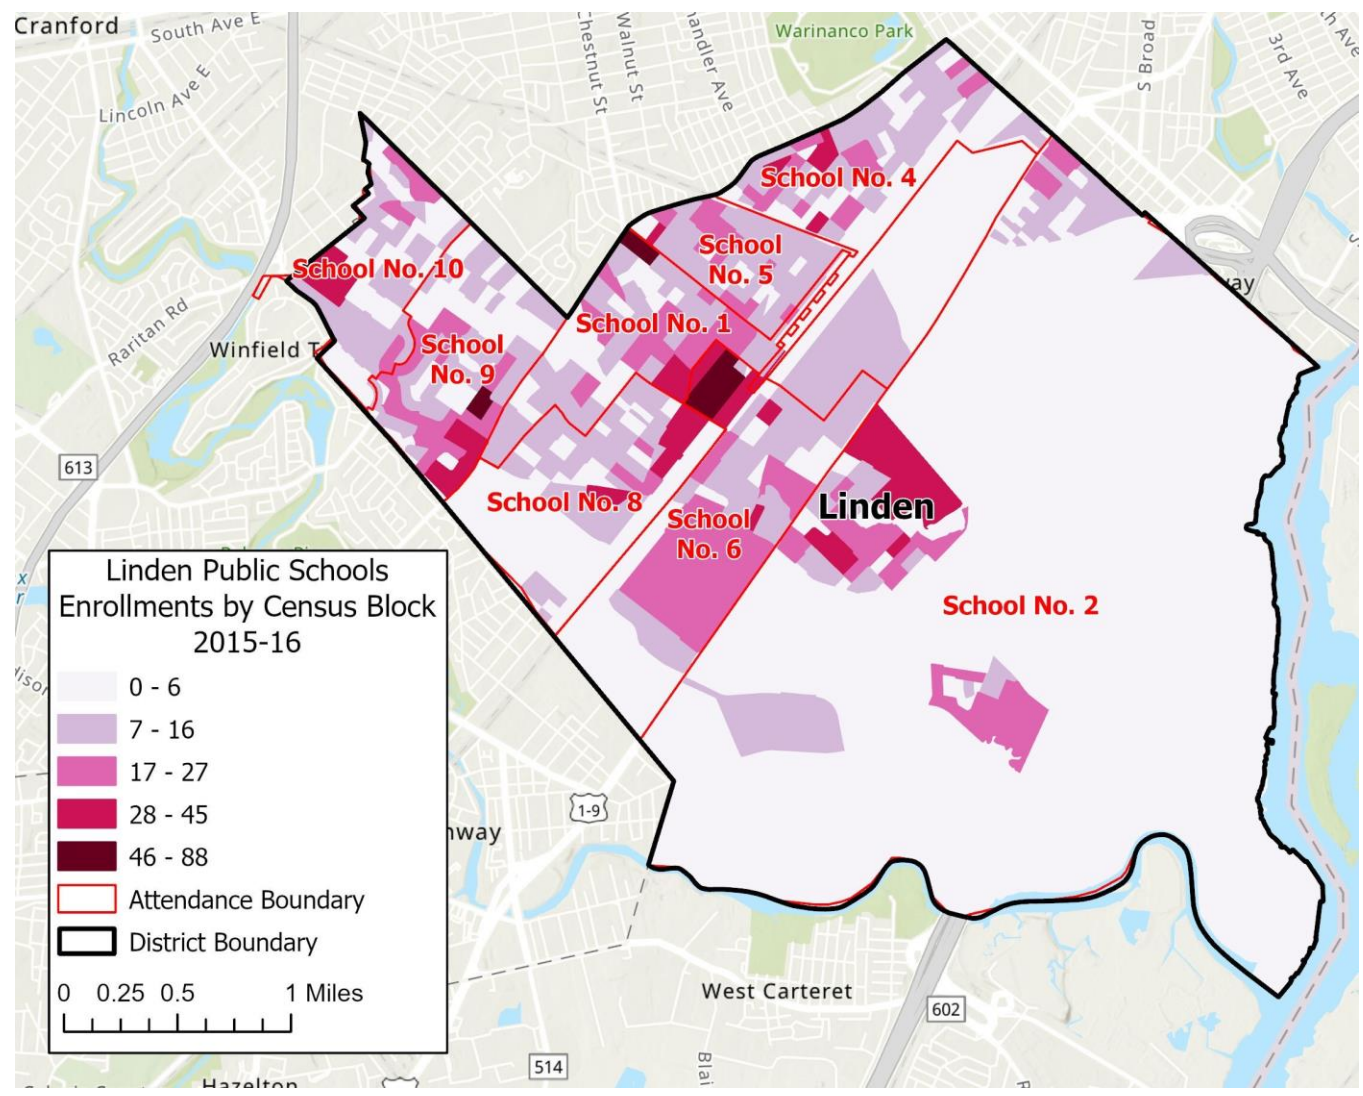 Cranford
South Ave E
Lincoln Ave E
Chestnut St
Walnut St
Chandler Ave
Warinanco Park
S Broad
3rd Ave
School No. 4
School
No. 5
School No. 10
School No. 1
Raritan Rd
Winfield T
School
No. 9
way
613
School No. 8
School
No. 6
Linden
School No. 2
Linden Public Schools
Enrollments by Census Block
2015-16
0 - 6
7 - 16
17 - 27
28 - 45
46 - 88
Attendance Boundary
District Boundary
0 0.25 0.5 1 Miles
1-9
hway
West Carteret
602
514
Blai
Hazelton